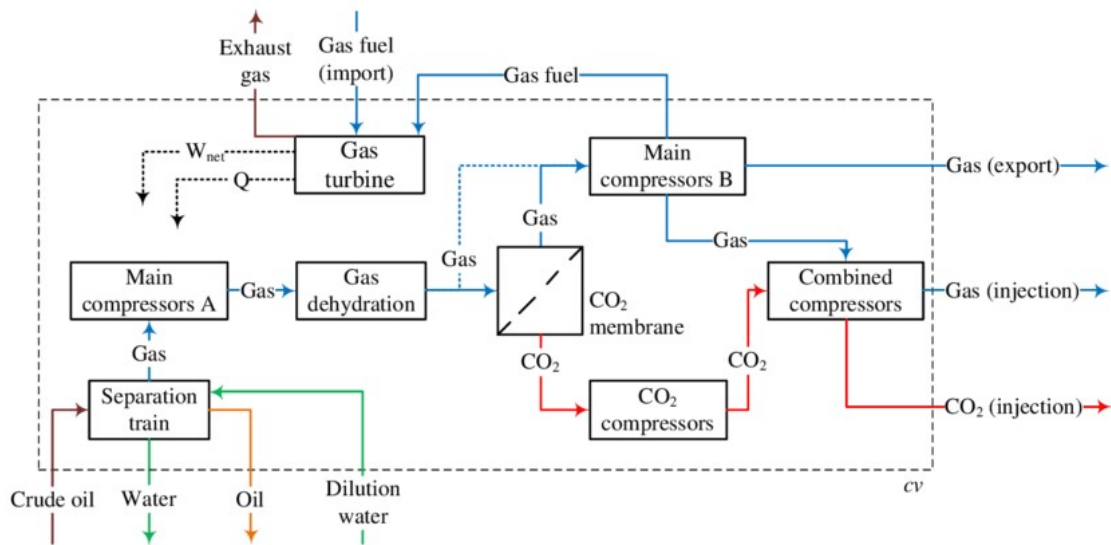 Exhaust
gas
Gas fuel
(import)
Gas fuel
W_net
Q
Gas
turbine
Main
compressors B
Gas (export)
Gas
Gas
Gas
Main
compressors A
Gas
Gas
dehydration
CO₂
membrane
Combined
compressors
Gas (injection)
Gas
CO₂
CO₂
Separation
train
CO₂
compressors
CO₂ (injection)
Crude oil
Water
Oil
Dilution
water
cv